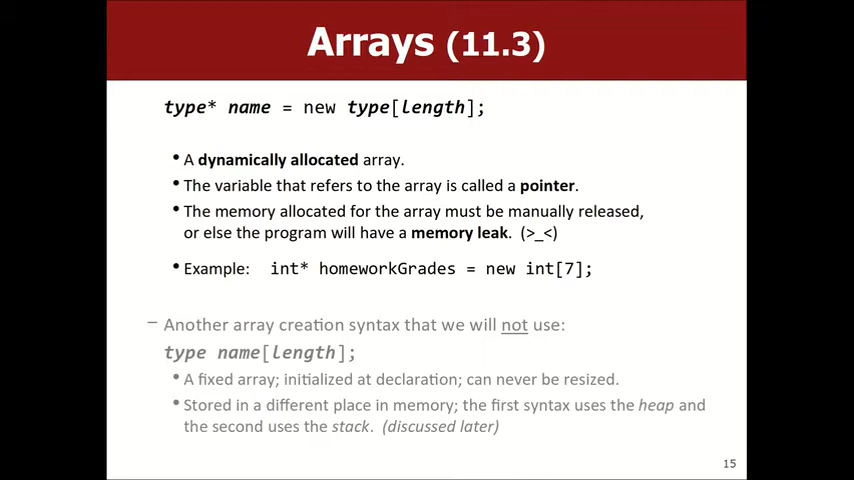 Arrays (11.3)
type* name = new type[length];
• A dynamically allocated array.
• The variable that refers to the array is called a pointer.
• The memory allocated for the array must be manually released,
or else the program will have a memory leak. (>_<)
• Example: int* homeworkGrades = new int[7];
– Another array creation syntax that we will not use:
type name[length];
• A fixed array; initialized at declaration; can never be resized.
• Stored in a different place in memory; the first syntax uses the heap and
the second uses the stack. (discussed later)
15